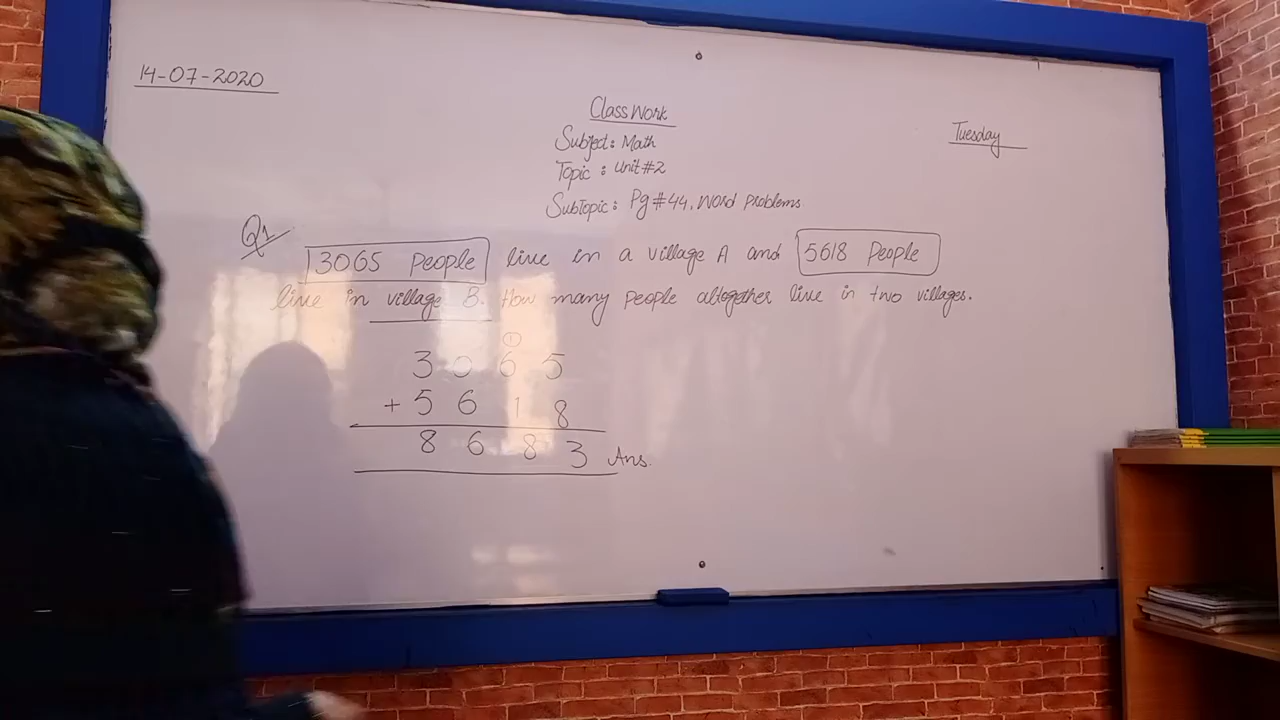 14-07-2020
Class Work
Tuesday
Subject: Math
Topic: Unit #2
SubTopic: Pg #44, Word Problems
Q1
3065 People live in a village A and 5618 People
live in village B. How many people altogether live in two villages.
1
3 0 6 5
+ 5 6 1 8
8 6 8 3 Ans.